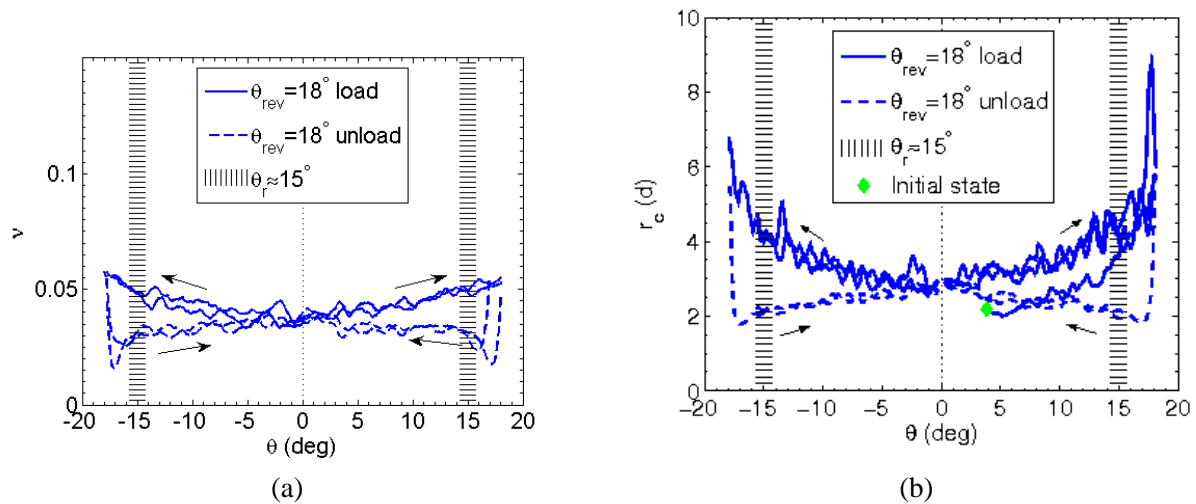 θrev=18° load
θrev=18° unload
θr≈15°
ν
0.1
0.05
0
-20 -15 -10 -5 0 5 10 15 20
θ (deg)
(a)
θrev=18° load
θrev=18° unload
θr≈15°
Initial state
rc (d)
10
8
6
4
2
0
−20 −15 −10 −5 0 5 10 15 20
θ (deg)
(b)